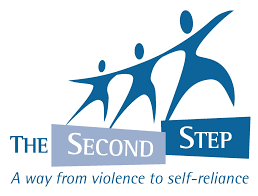 THE SECOND STEP
A way from violence to self-reliance